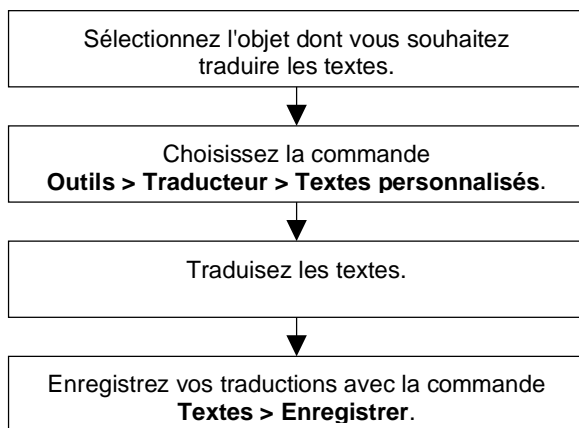 Sélectionnez l'objet dont vous souhaitez
traduire les textes.
Choisissez la commande
Outils > Traducteur > Textes personnalisés.
Traduisez les textes.
Enregistrez vos traductions avec la commande
Textes > Enregistrer.